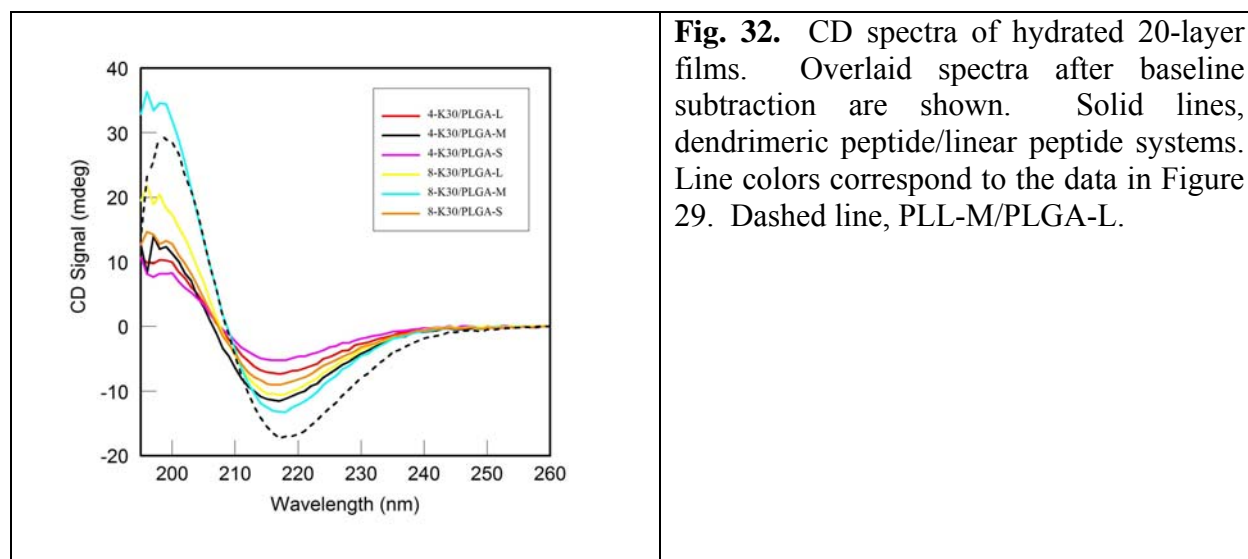 40
30
20
10
0
-10
-20
CD Signal (mdeg)
4-K30/PLGA-L
4-K30/PLGA-M
4-K30/PLGA-S
8-K30/PLGA-L
8-K30/PLGA-M
8-K30/PLGA-S
200 210 220 230 240 250 260
Wavelength (nm)
Fig. 32. CD spectra of hydrated 20-layer
films. Overlaid spectra after baseline
subtraction are shown. Solid lines,
dendrimeric peptide/linear peptide systems.
Line colors correspond to the data in Figure
29. Dashed line, PLL-M/PLGA-L.